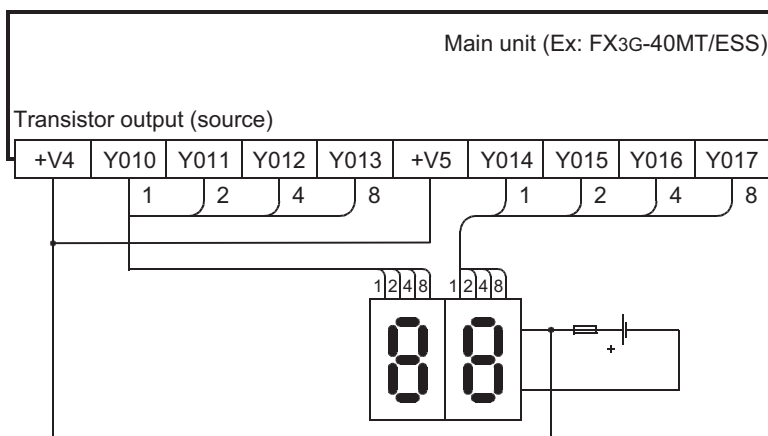 Main unit (Ex: FX3G-40MT/ESS)
Transistor output (source)
+V4 Y010 Y011 Y012 Y013 +V5 Y014 Y015 Y016 Y017
1 2 4 8 1 2 4 8
1 2 4 8 1 2 4 8
+